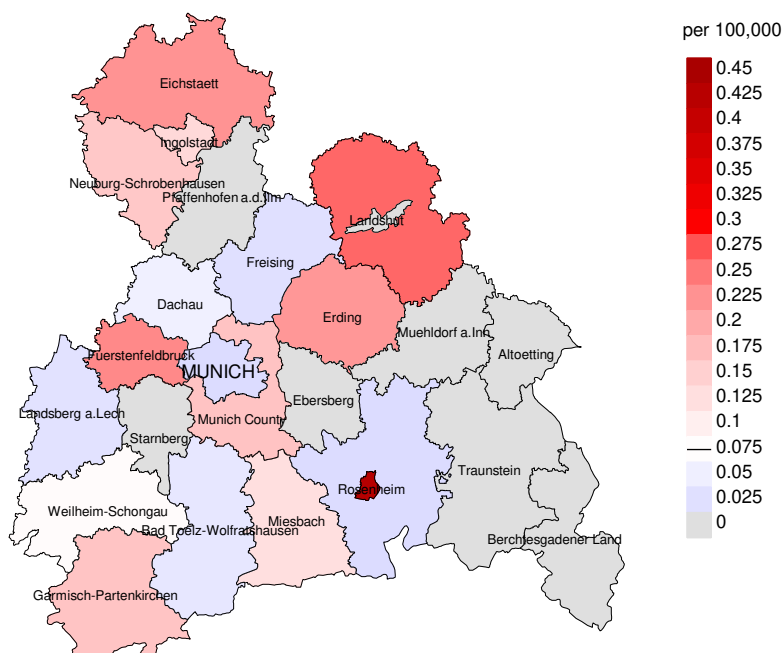 per 100,000
0.45
0.425
0.4
0.375
0.35
0.325
0.3
0.275
0.25
0.225
0.2
0.175
0.15
0.125
0.1
0.075
0.05
0.025
0
Eichstaett
Ingolstadt
Neuburg-Schrobenhausen
Pfaffenhofen a.d.Ilm
Landshut
Freising
Dachau
Erding
Muehldorf a.Inn
Altoetting
Fuerstenfeldbruck
MUNICH
Ebersberg
Landsberg a.Lech
Munich County
Starnberg
Traunstein
Rosenheim
Weilheim-Schongau
Miesbach
Bad Toelz-Wolfratshausen
Berchtesgadener Land
Garmisch-Partenkirchen